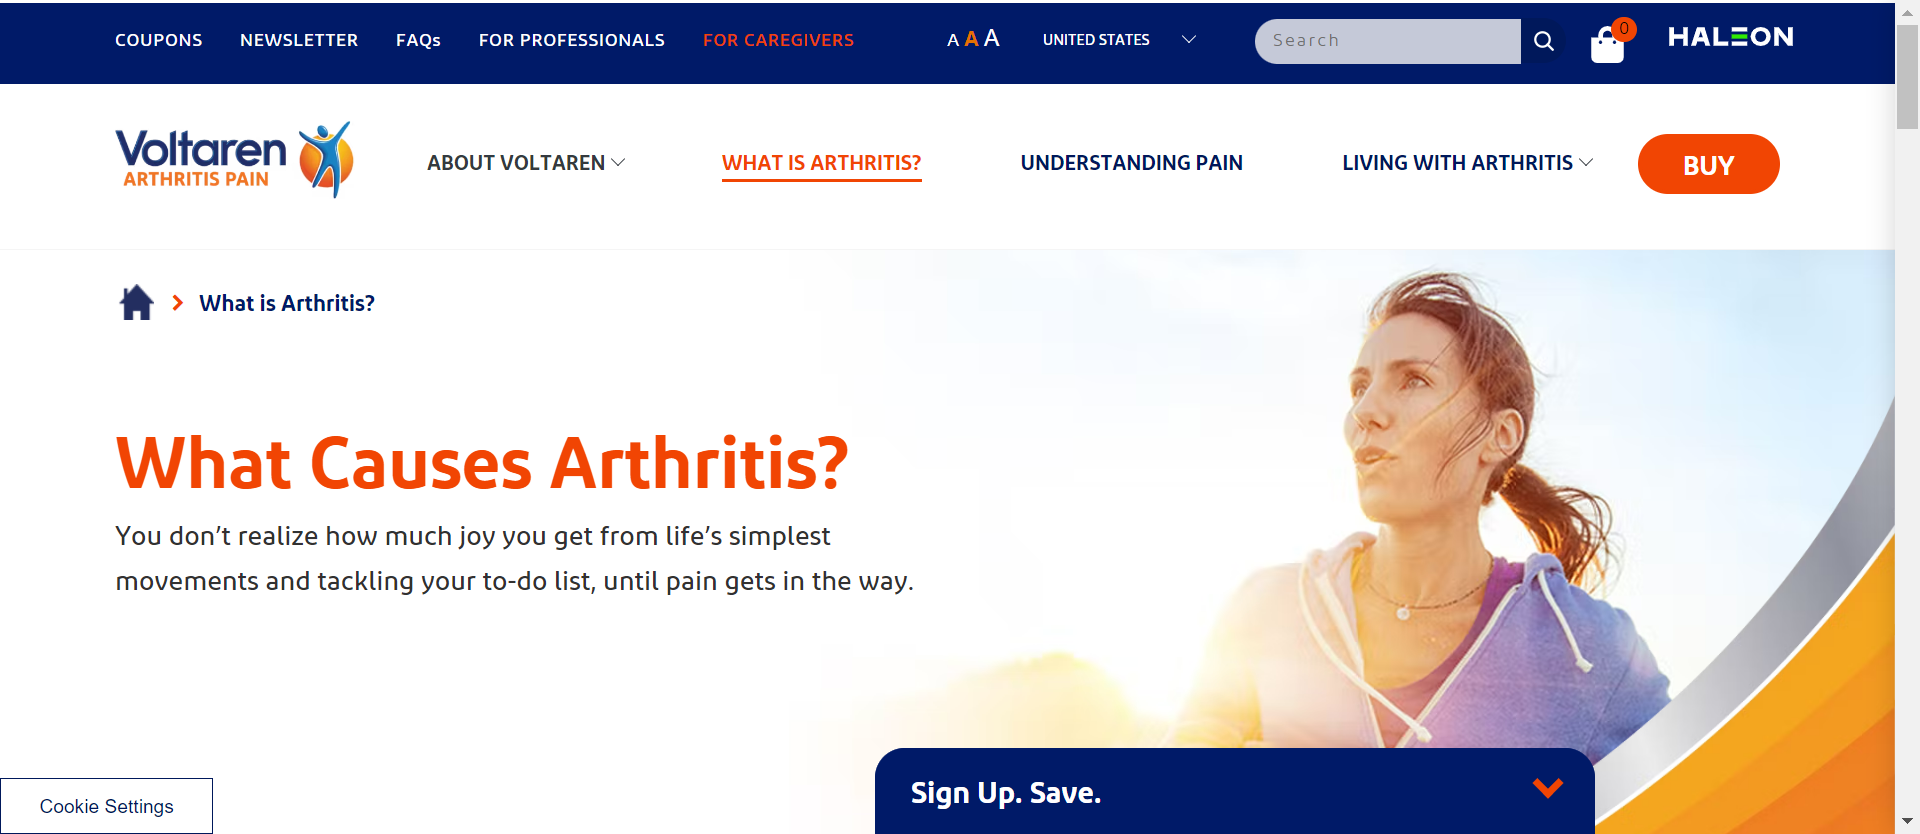 COUPONS NEWSLETTER FAQs FOR PROFESSIONALS FOR CAREGIVERS A A A UNITED STATES Search 0 HALEON
Voltaren
ARTHRITIS PAIN
ABOUT VOLTAREN WHAT IS ARTHRITIS? UNDERSTANDING PAIN LIVING WITH ARTHRITIS BUY
What is Arthritis?
What Causes Arthritis?
You don’t realize how much joy you get from life’s simplest
movements and tackling your to-do list, until pain gets in the way.
Sign Up. Save.
Cookie Settings